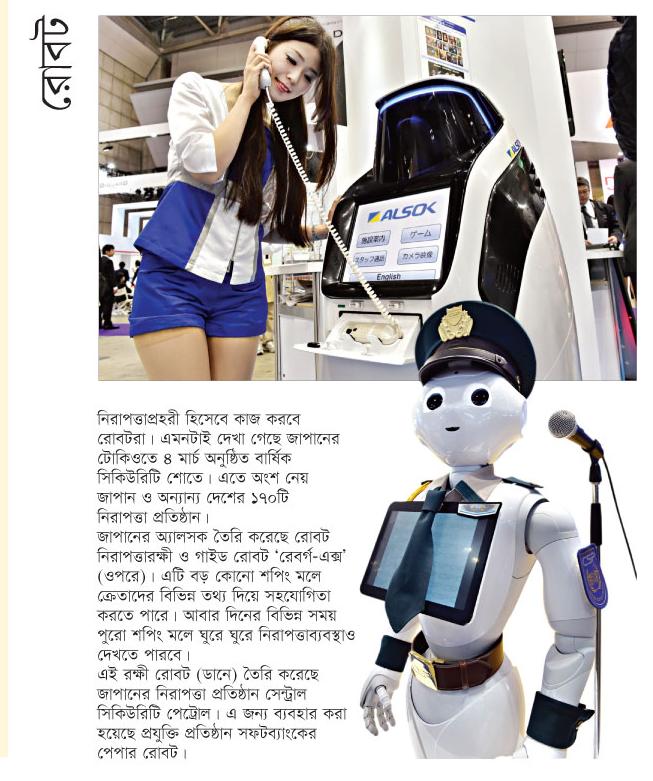 রোবট
ALSOK
施設案内
ゲーム
スタッフ通話
カメラ映像
English
নিরাপত্তাপ্রহরী হিসেবে কাজ করবে
রোবটরা। এমনটাই দেখা গেছে জাপানের
টোকিওতে ৪ মার্চ অনুষ্ঠিত বার্ষিক
সিকিউরিটি শোতে। এতে অংশ নেয়
জাপান ও অন্যান্য দেশের ১৭০টি
নিরাপত্তা প্রতিষ্ঠান।
জাপানের অ্যালসক তৈরি করেছে রোবট
নিরাপত্তারক্ষী ও গাইড রোবট ‘রেবর্গ-এক্স’
(ওপরে)। এটি বড় কোনো শপিং মলে
ক্রেতাদের বিভিন্ন তথ্য দিয়ে সহযোগিতা
করতে পারে। আবার দিনের বিভিন্ন সময়
পুরো শপিং মলে ঘুরে ঘুরে নিরাপত্তাব্যবস্থাও
দেখতে পারবে।
এই রক্ষী রোবট (ডানে) তৈরি করেছে
জাপানের নিরাপত্তা প্রতিষ্ঠান সেন্ট্রাল
সিকিউরিটি পেট্রোল। এ জন্য ব্যবহার করা
হয়েছে প্রযুক্তি প্রতিষ্ঠান সফটব্যাংকের
পেপার রোবট।